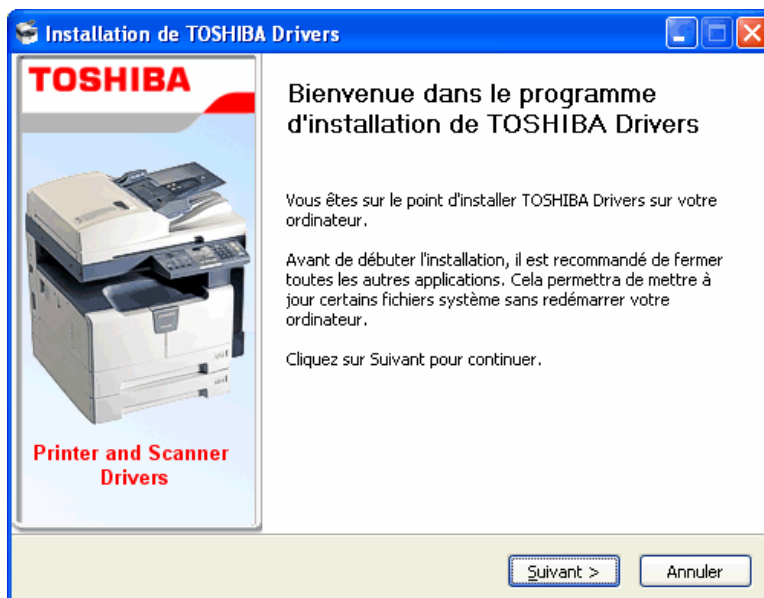 Installation de TOSHIBA Drivers
TOSHIBA
Printer and Scanner
Drivers
Bienvenue dans le programme
d'installation de TOSHIBA Drivers
Vous êtes sur le point d'installer TOSHIBA Drivers sur votre
ordinateur.
Avant de débuter l'installation, il est recommandé de fermer
toutes les autres applications. Cela permettra de mettre à
jour certains fichiers système sans redémarrer votre
ordinateur.
Cliquez sur Suivant pour continuer.
Suivant >
Annuler